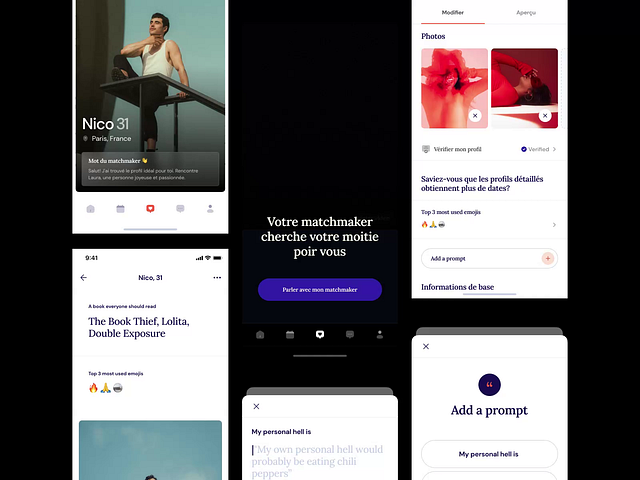 Nico 31
Paris, France
Mot du matchmaker 👋
Salut! J'ai trouvé le profil idéal pour toi. Rencontre
Laura, une personne joyeuse et passionnée.
9:41
Nico, 31
A book everyone should read
The Book Thief, Lolita,
Double Exposure
Top 3 most used emojis
🔥🙏🪩
Votre matchmaker
cherche votre moitie
poir vous
Parler avec mon matchmaker
My personal hell is
"My own personal hell would
probably be eating chili
peppers"
Modifier
Aperçu
Photos
Vérifier mon profil
Verified
Saviez-vous que les profils détaillés
obtiennent plus de dates?
Top 3 most used emojis
🔥🙏🪩
Add a prompt
Informations de base
Add a prompt
My personal hell is